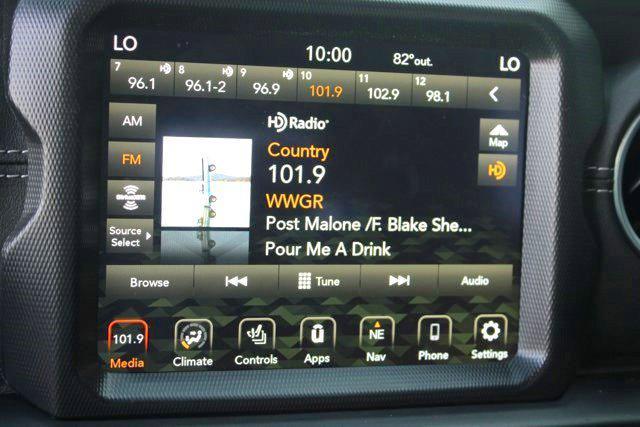 LO 10:00 82°out. LO
7 8 9 10 11 12
96.1 96.1-2 96.9 101.9 102.9 98.1
AM HD Radio
FM Country Map
101.9 HD
SiriusXM WWGR
Source Select Post Malone /F. Blake She...
Pour Me A Drink
Browse Tune Audio
101.9 NE
Media Climate Controls Apps Nav Phone Settings